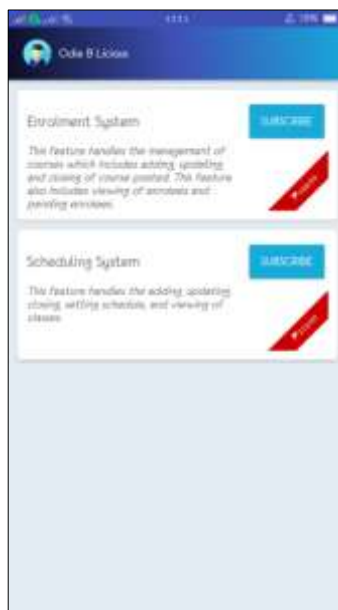 Odie B Licious
Enrolment System
SUBSCRIBE
This feature handles the management of
courses which includes adding, updating
and closing of course posted. This feature
also includes viewing of enrolees and
pending enrolees.
Scheduling System
SUBSCRIBE
This feature handles the adding, updating,
closing, setting schedule, and viewing of
classes.